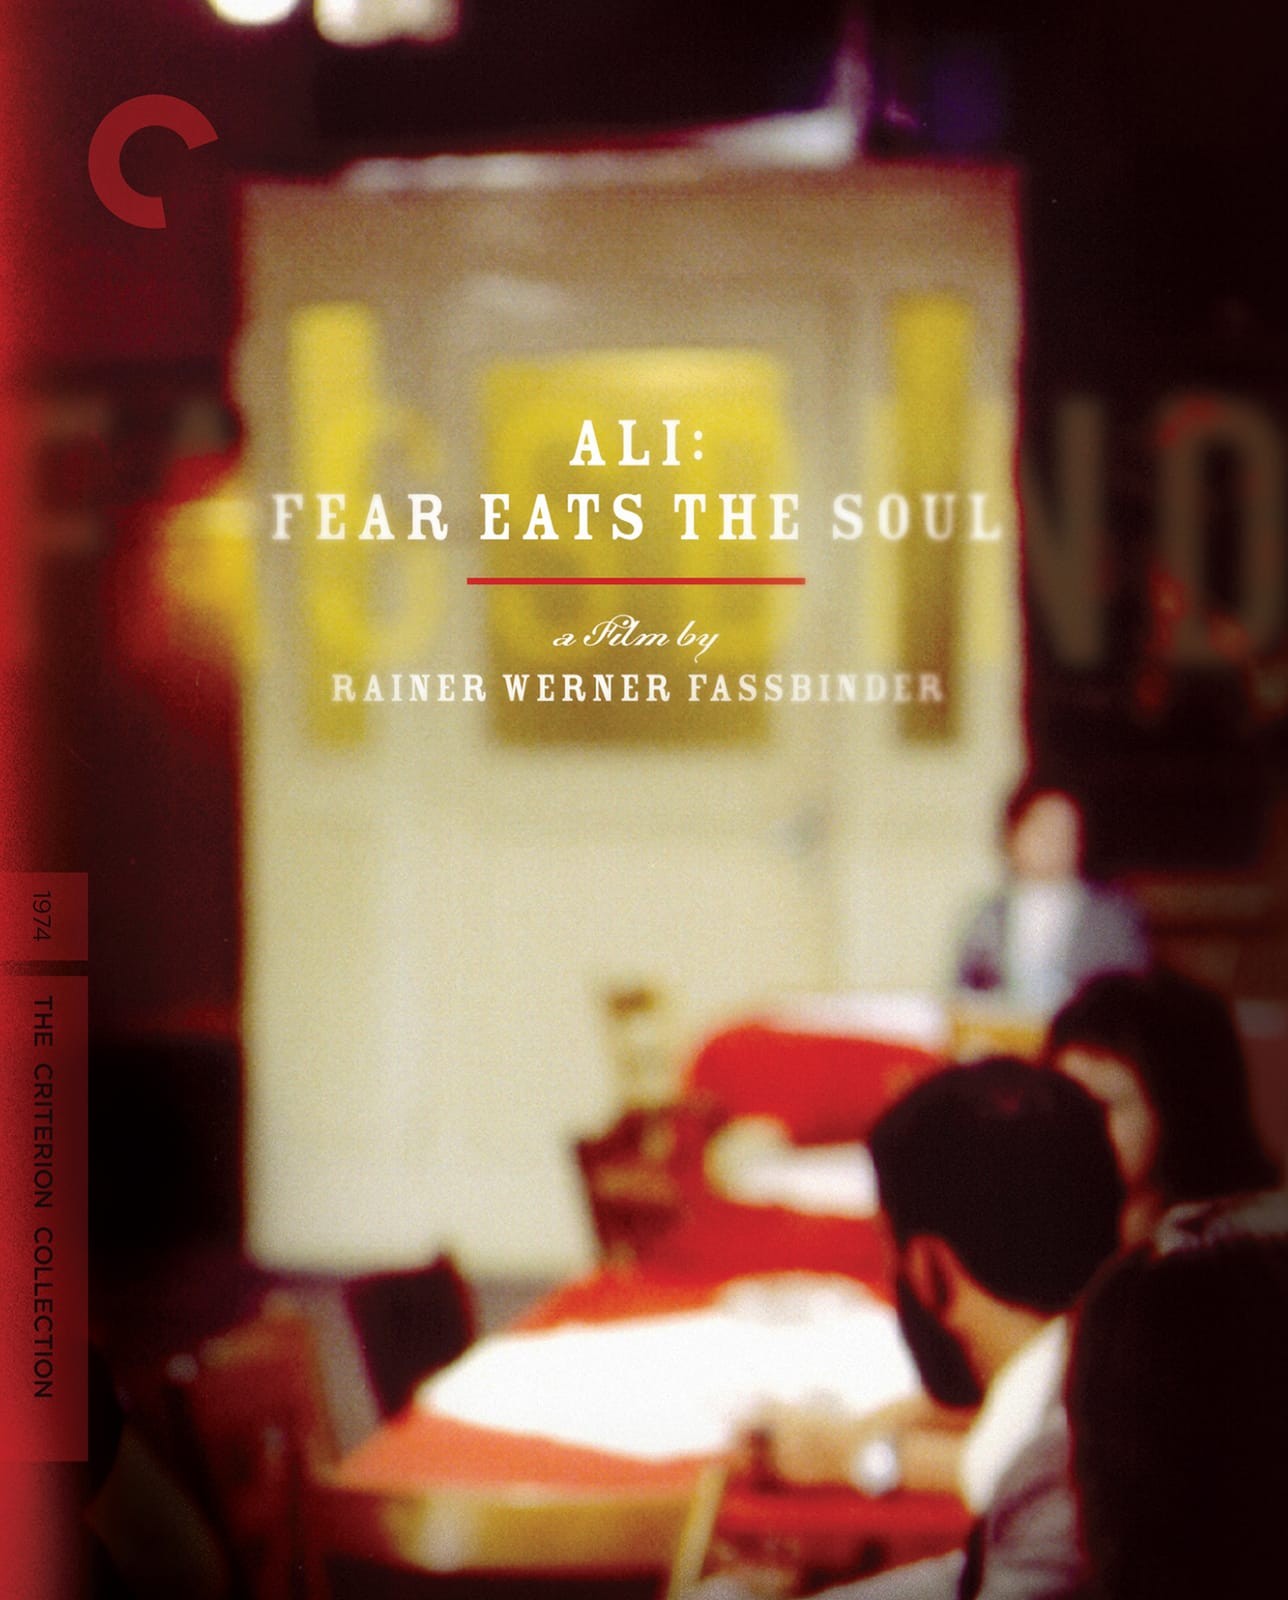 ALI:
FEAR EATS THE SOUL
a Film by
RAINER WERNER FASSBINDER
1974
THE CRITERION COLLECTION